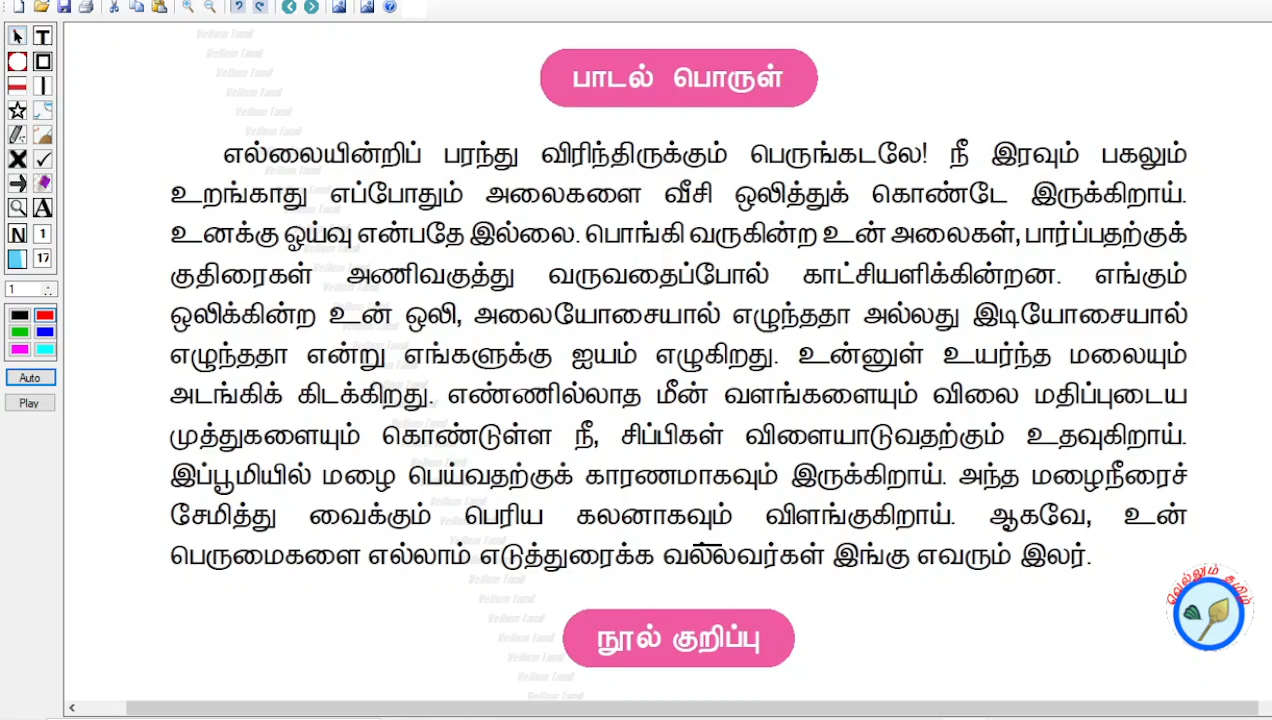 பாடல் பொருள்
எல்லையின்றிப் பரந்து விரிந்திருக்கும் பெருங்கடலே! நீ இரவும் பகலும்
உறங்காது எப்போதும் அலைகளை வீசி ஒலித்துக் கொண்டே இருக்கிறாய்.
உனக்கு ஓய்வு என்பதே இல்லை. பொங்கி வருகின்ற உன் அலைகள், பார்ப்பதற்குக்
குதிரைகள் அணிவகுத்து வருவதைப்போல் காட்சியளிக்கின்றன. எங்கும்
ஒலிக்கின்ற உன் ஒலி, அலையோசையால் எழுந்ததா அல்லது இடியோசையால்
எழுந்ததா என்று எங்களுக்கு ஐயம் எழுகிறது. உன்னுள் உயர்ந்த மலையும்
அடங்கிக் கிடக்கிறது. எண்ணில்லாத மீன் வளங்களையும் விலை மதிப்புடைய
முத்துகளையும் கொண்டுள்ள நீ, சிப்பிகள் விளையாடுவதற்கும் உதவுகிறாய்.
இப்பூமியில் மழை பெய்வதற்குக் காரணமாகவும் இருக்கிறாய். அந்த மழைநீரைச்
சேமித்து வைக்கும் பெரிய கலனாகவும் விளங்குகிறாய். ஆகவே, உன்
பெருமைகளை எல்லாம் எடுத்துரைக்க வல்லவர்கள் இங்கு எவரும் இலர்.
வெல்லும் தமிழ்
நூல் குறிப்பு
1
17
1
Auto
Play